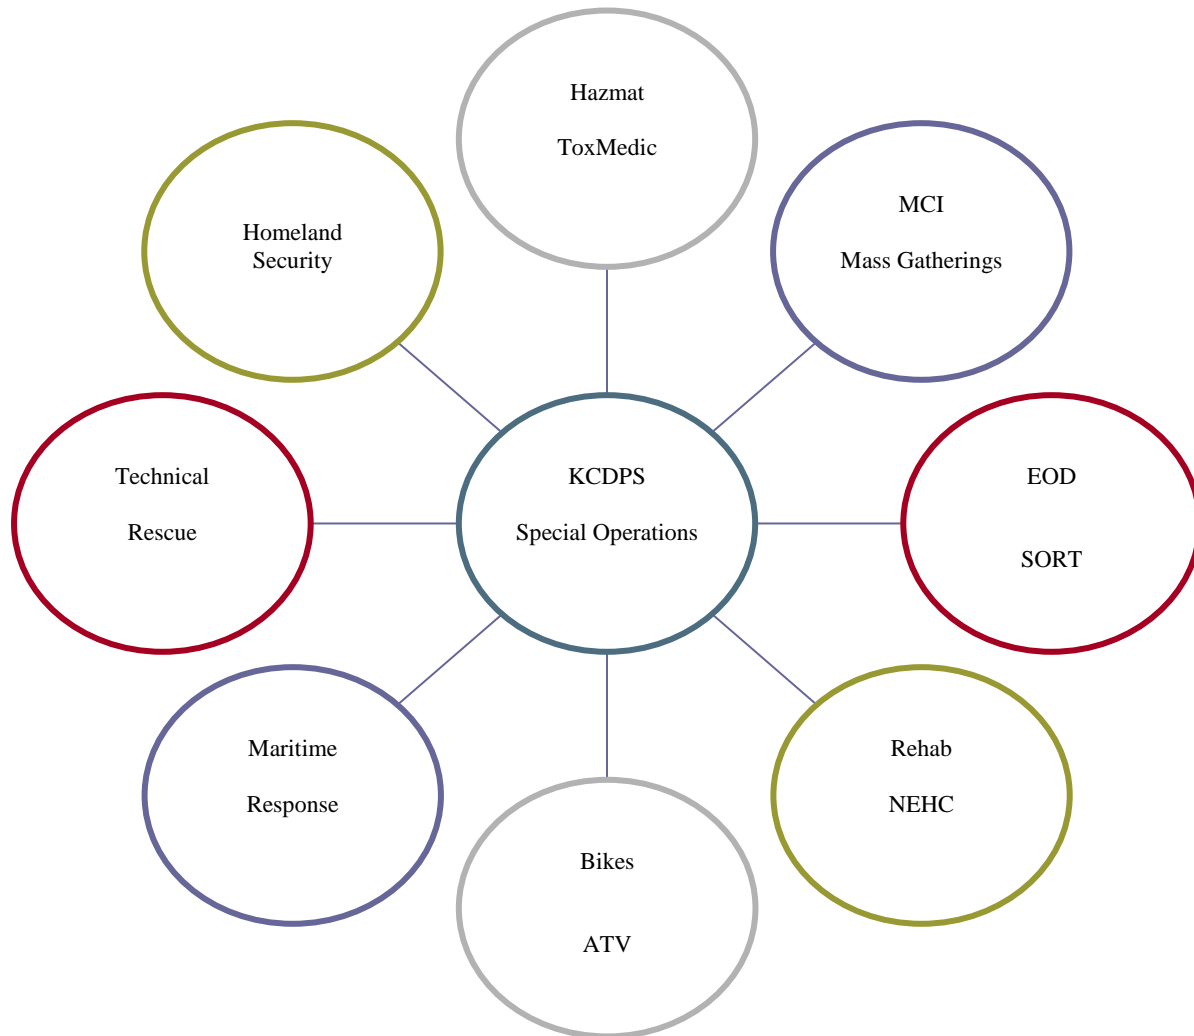 Hazmat
ToxMedic
MCI
Mass Gatherings
Homeland
Security
Technical
Rescue
KCDPS
Special Operations
EOD
SORT
Maritime
Response
Rehab
NEHC
Bikes
ATV